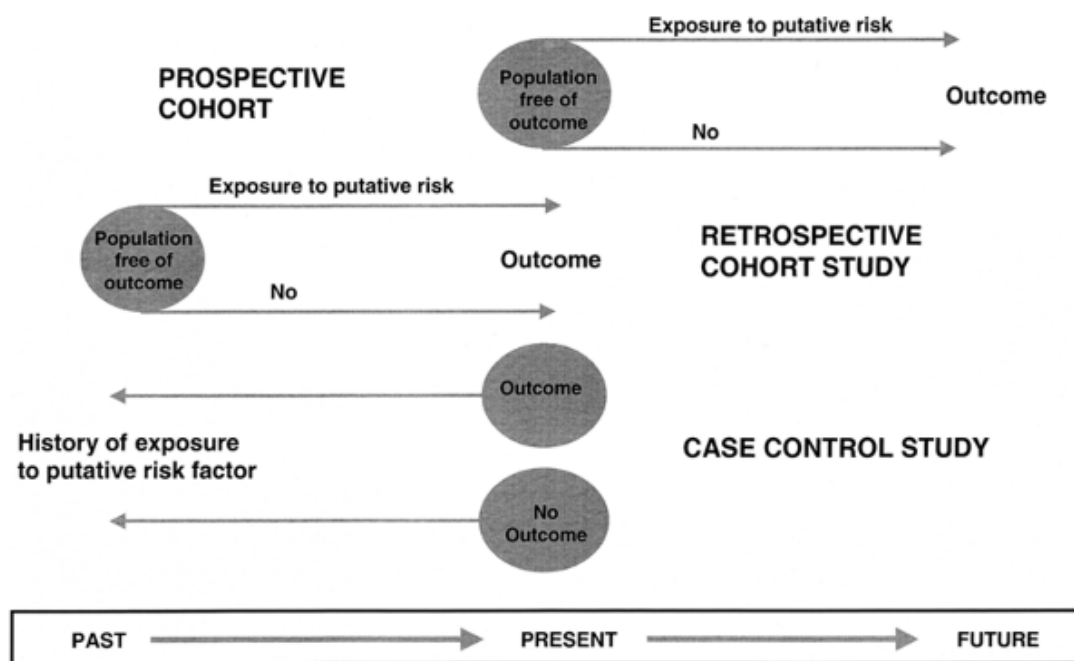 Exposure to putative risk
PROSPECTIVE
COHORT
Population
free of
outcome
Outcome
No
Exposure to putative risk
Population
free of
outcome
Outcome
No
RETROSPECTIVE
COHORT STUDY
Outcome
History of exposure
to putative risk factor
CASE CONTROL STUDY
No
Outcome
PAST
PRESENT
FUTURE